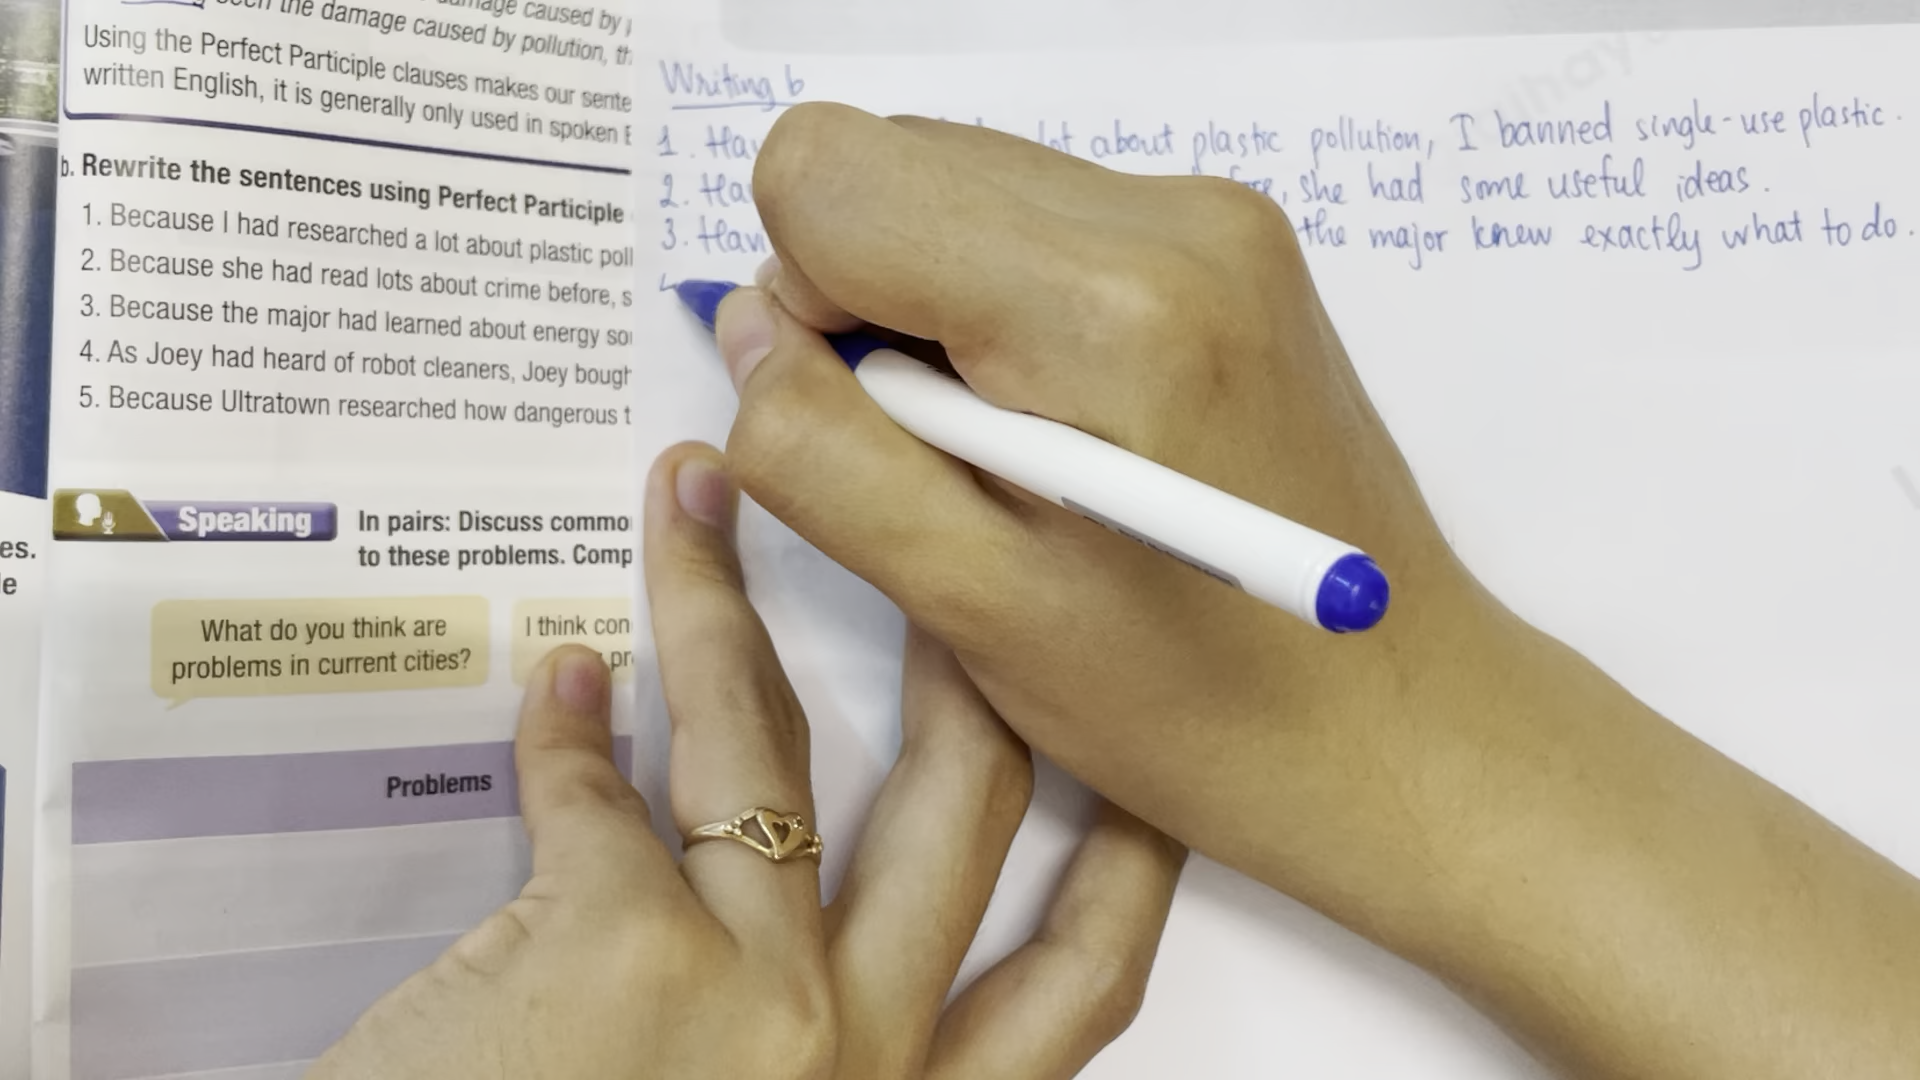 the damage caused by pollution, th
Using the Perfect Participle clauses makes our sente
written English, it is generally only used in spoken E
b. Rewrite the sentences using Perfect Participle
1. Because I had researched a lot about plastic poll
2. Because she had read lots about crime before, s
3. Because the major had learned about energy sou
4. As Joey had heard of robot cleaners, Joey bough
5. Because Ultratown researched how dangerous t
Speaking
In pairs: Discuss commo
to these problems. Comp
What do you think are
problems in current cities?
I think con
pr
Problems
es.
le
Writing b
1. Hav lot about plastic pollution, I banned single-use plastic.
2. Ha , she had some useful ideas.
3. Havi the major knew exactly what to do.